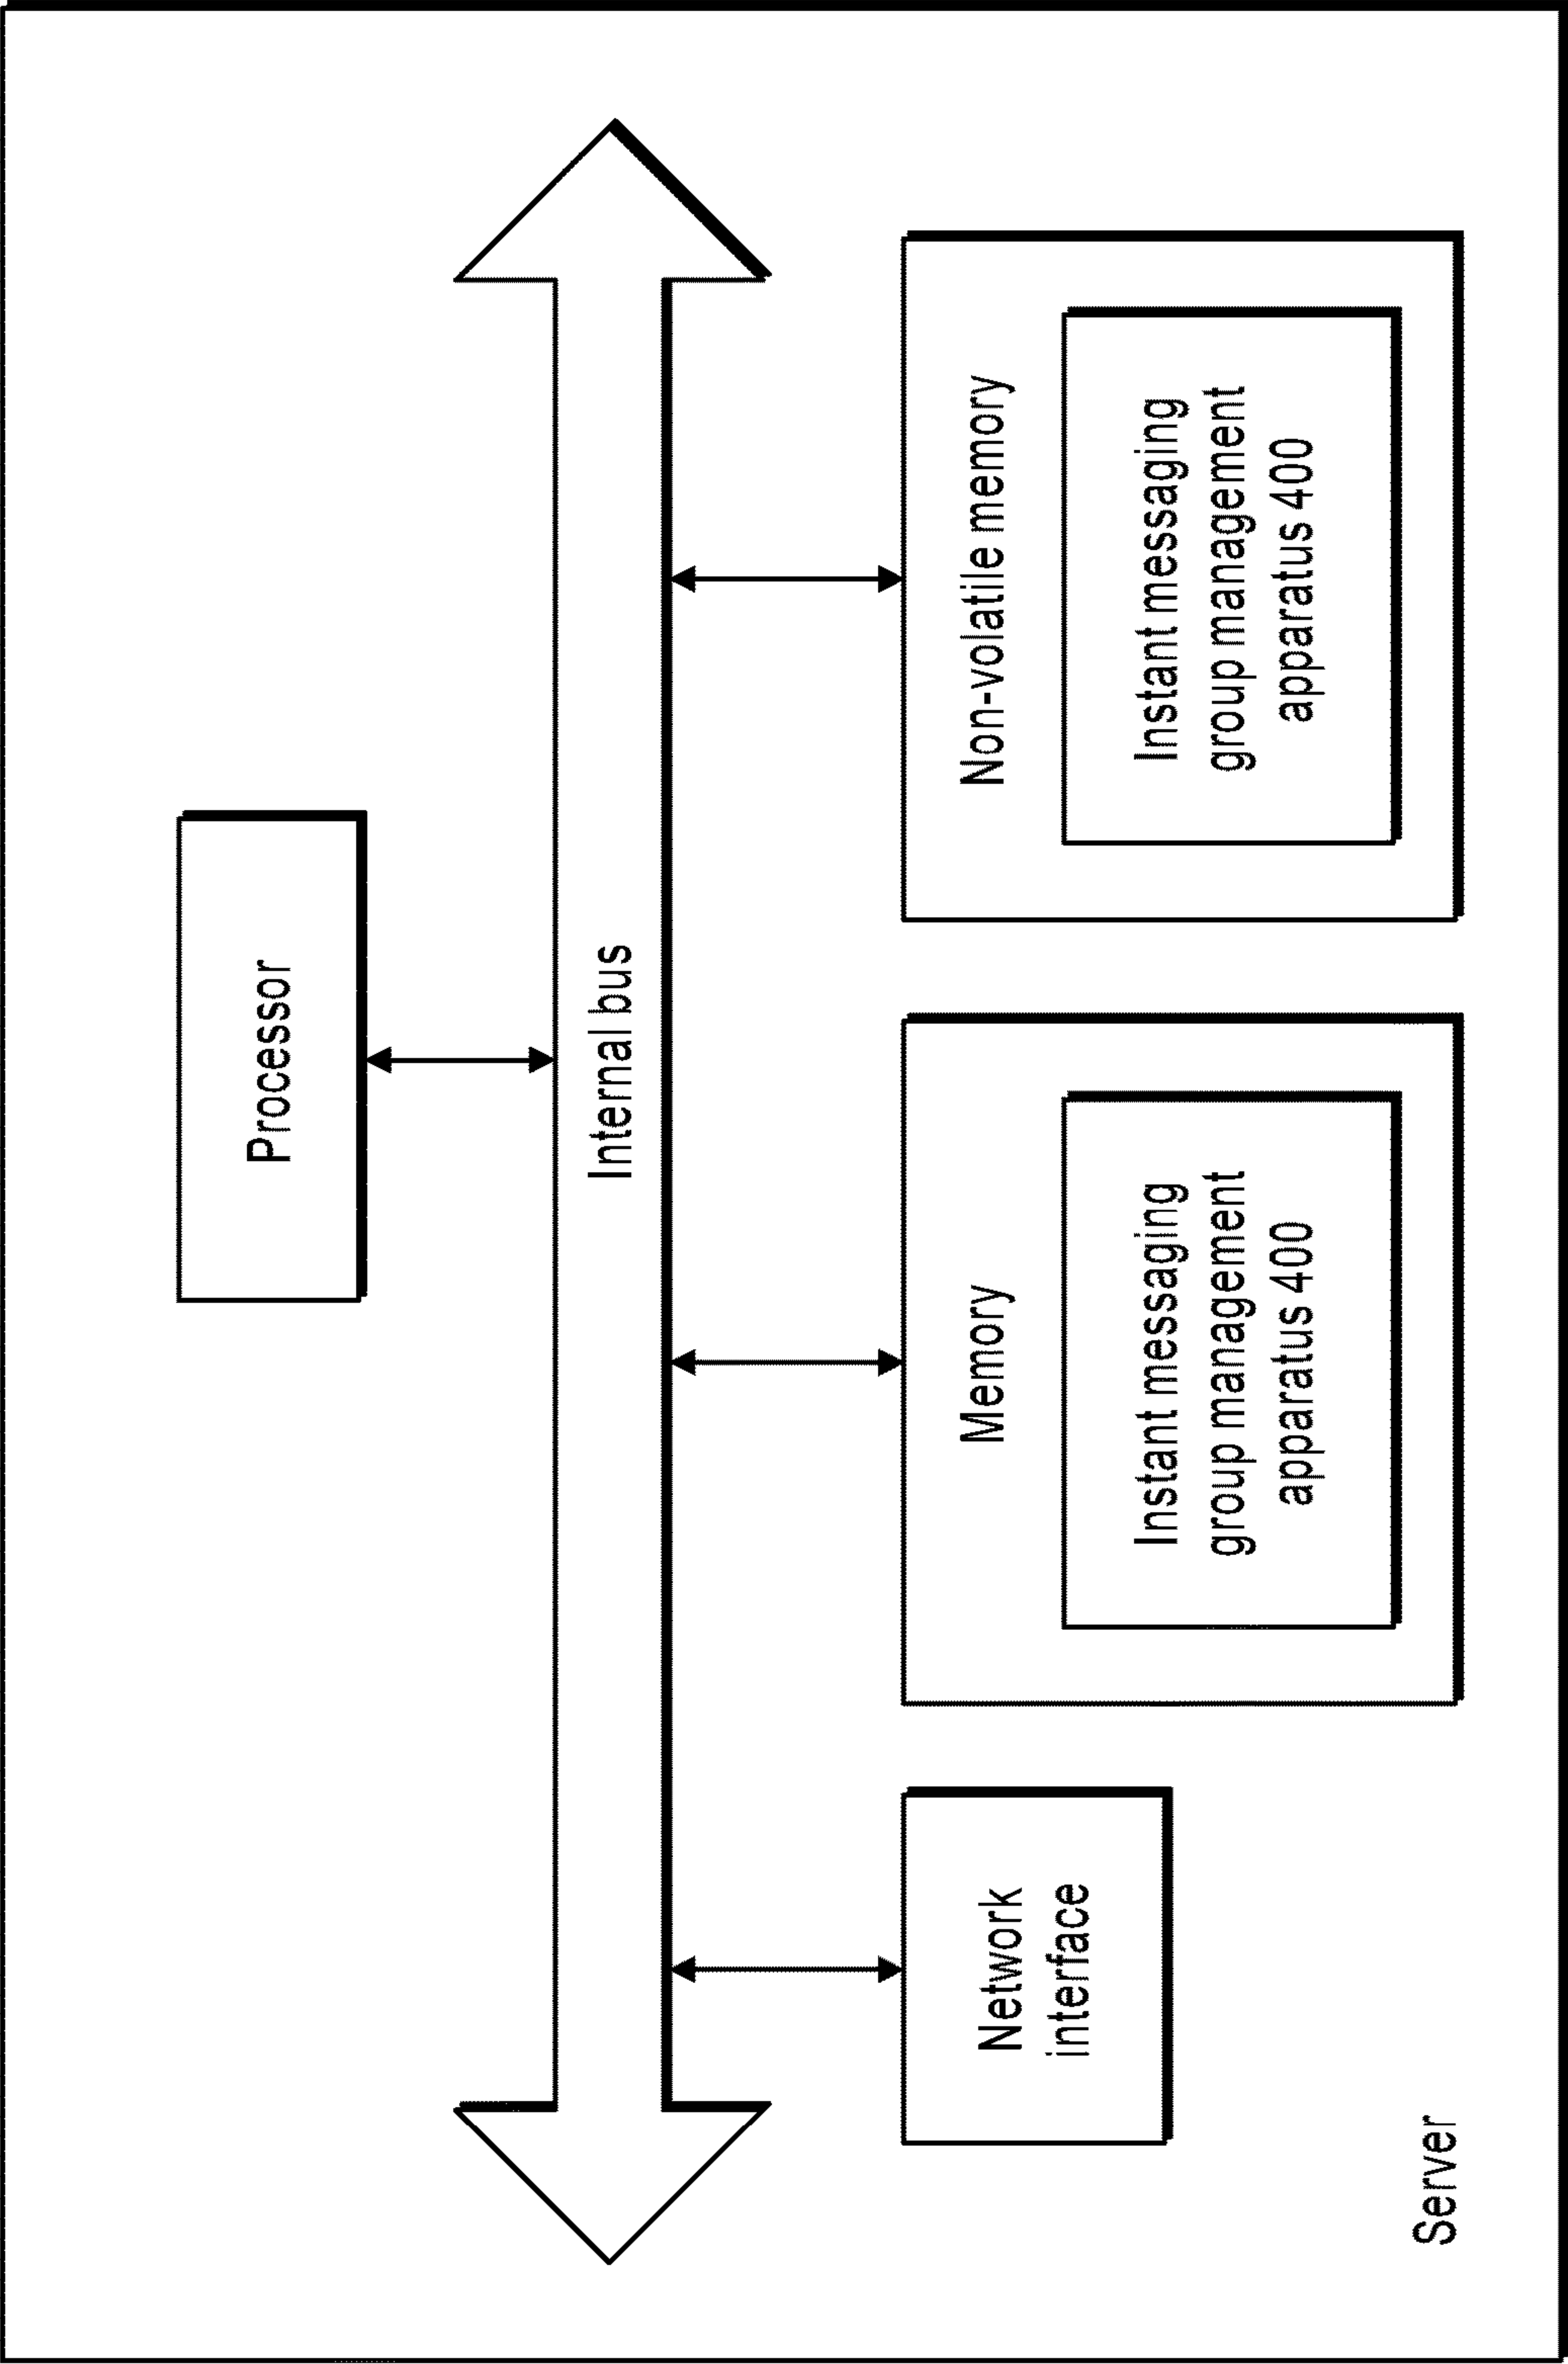 Processor
Internal bus
Network
interface
Memory
Instant messaging
group management
apparatus 400
Non-volatile memory
Instant messaging
group management
apparatus 400
Server